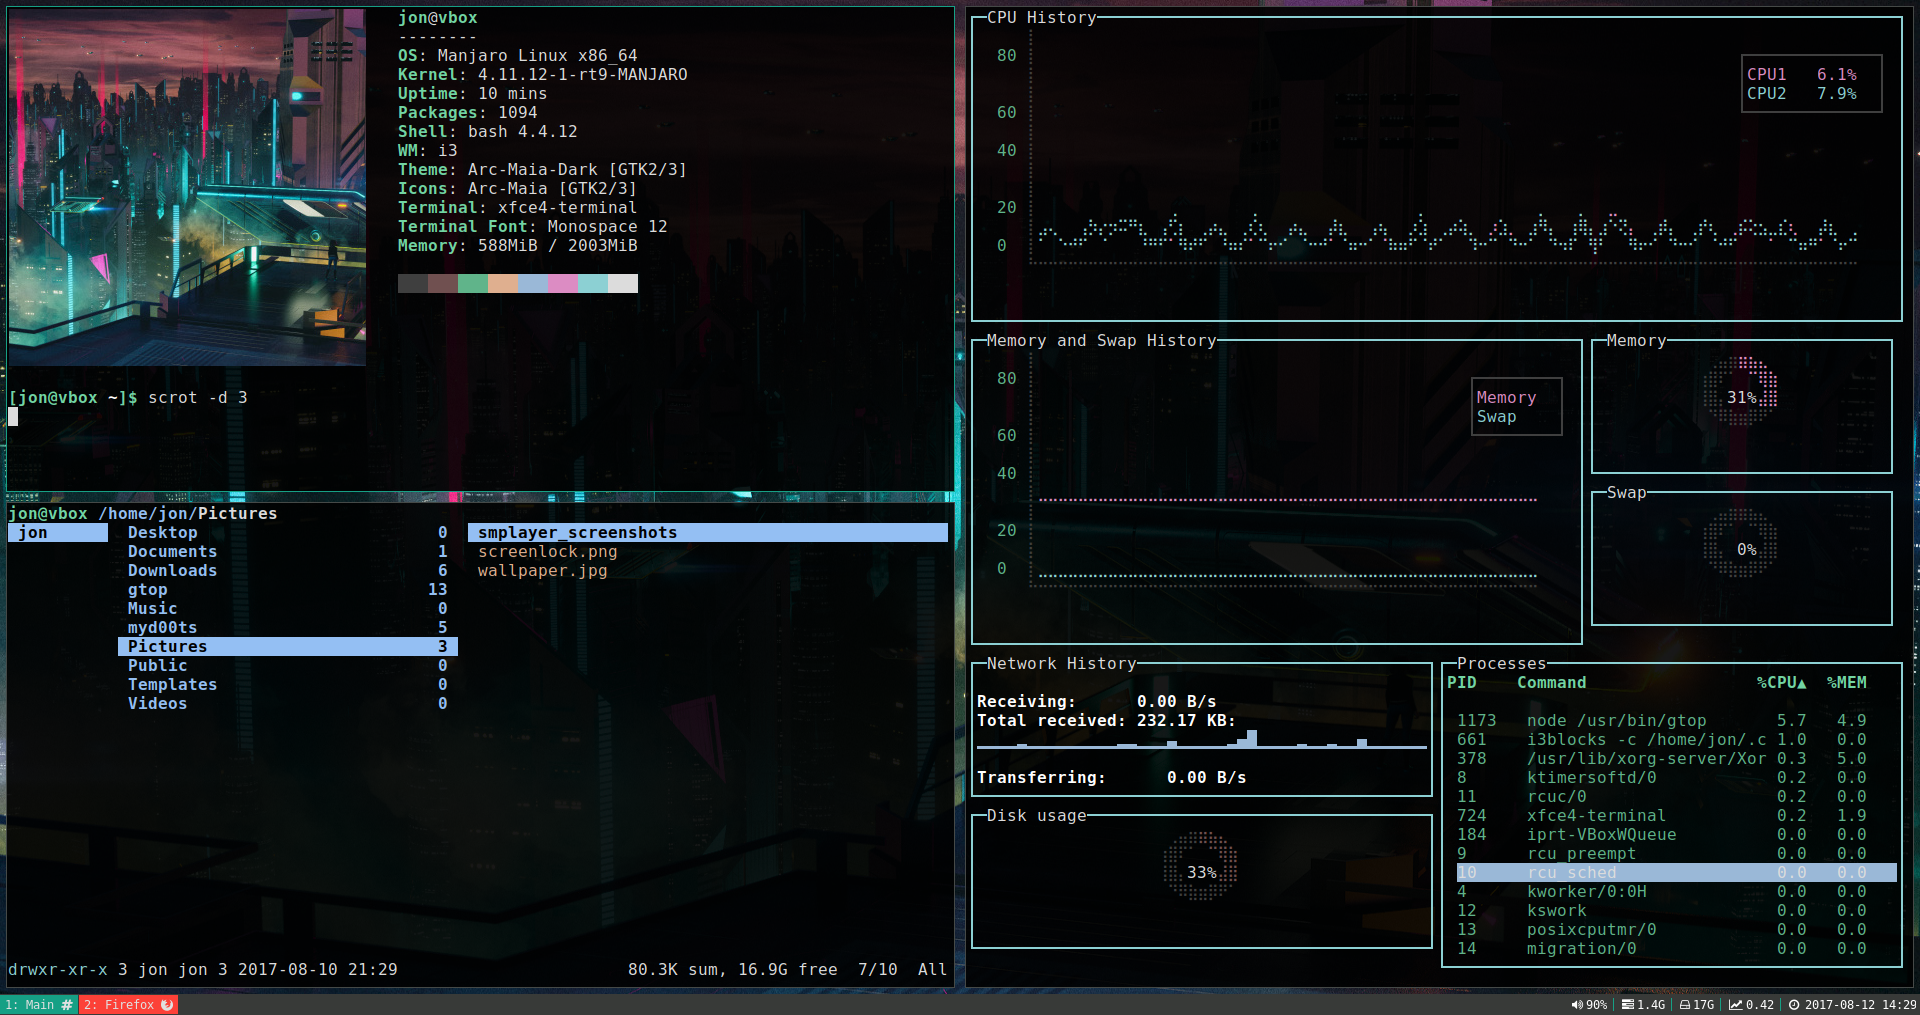 jon@vbox
--------
OS: Manjaro Linux x86_64
Kernel: 4.11.12-1-rt9-MANJARO
Uptime: 10 mins
Packages: 1094
Shell: bash 4.4.12
WM: i3
Theme: Arc-Maia-Dark [GTK2/3]
Icons: Arc-Maia [GTK2/3]
Terminal: xfce4-terminal
Terminal Font: Monospace 12
Memory: 588MiB / 2003MiB
[jon@vbox ~]$ scrot -d 3
jon@vbox /home/jon/Pictures
jon Desktop 0 smplayer_screenshots
Documents 1 screenlock.png
Downloads 6 wallpaper.jpg
gtop 13
Music 0
myd00ts 5
Pictures 3
Public 0
Templates 0
Videos 0
drwxr-xr-x 3 jon jon 3 2017-08-10 21:29 80.3K sum, 16.9G free 7/10 All
CPU History
80
60
40
20
0
CPU1 6.1%
CPU2 7.9%
Memory and Swap History
80
60
40
20
0
Memory
Swap
Memory
31%
Swap
0%
Network History
Receiving: 0.00 B/s
Total received: 232.17 KB:
Transferring: 0.00 B/s
Disk usage
33%
Processes
PID Command %CPU▲ %MEM
1173 node /usr/bin/gtop 5.7 4.9
661 i3blocks -c /home/jon/.c 1.0 0.0
378 /usr/lib/xorg-server/Xor 0.3 5.0
8 ktimersoftd/0 0.2 0.0
11 rcuc/0 0.2 0.0
724 xfce4-terminal 0.2 1.9
184 iprt-VBoxWQueue 0.0 0.0
9 rcu_preempt 0.0 0.0
10 rcu_sched 0.0 0.0
4 kworker/0:0H 0.0 0.0
12 kswork 0.0 0.0
13 posixcputmr/0 0.0 0.0
14 migration/0 0.0 0.0
1: Main # 2: Firefox 90% 1.4G 17G 0.42 2017-08-12 14:29